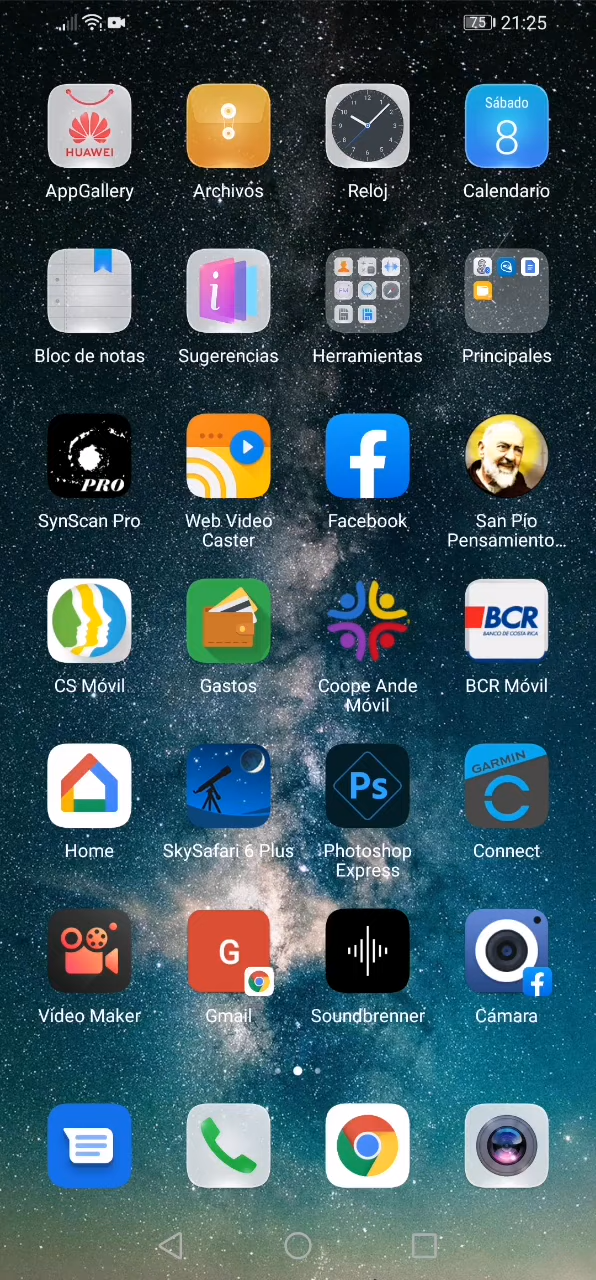 75 21:25
HUAWEI
Sábado
8
AppGallery
Archivos
Reloj
Calendario
Bloc de notas
Sugerencias
Herramientas
Principales
PRO
SynScan Pro
Web Video
Caster
Facebook
San Pío
Pensamiento...
BCR
BANCO DE COSTA RICA
CS Móvil
Gastos
Coope Ande
Móvil
BCR Móvil
Ps
GARMIN
Home
SkySafari 6 Plus
Photoshop
Express
Connect
G
Vídeo Maker
Gmail
Soundbrenner
Cámara